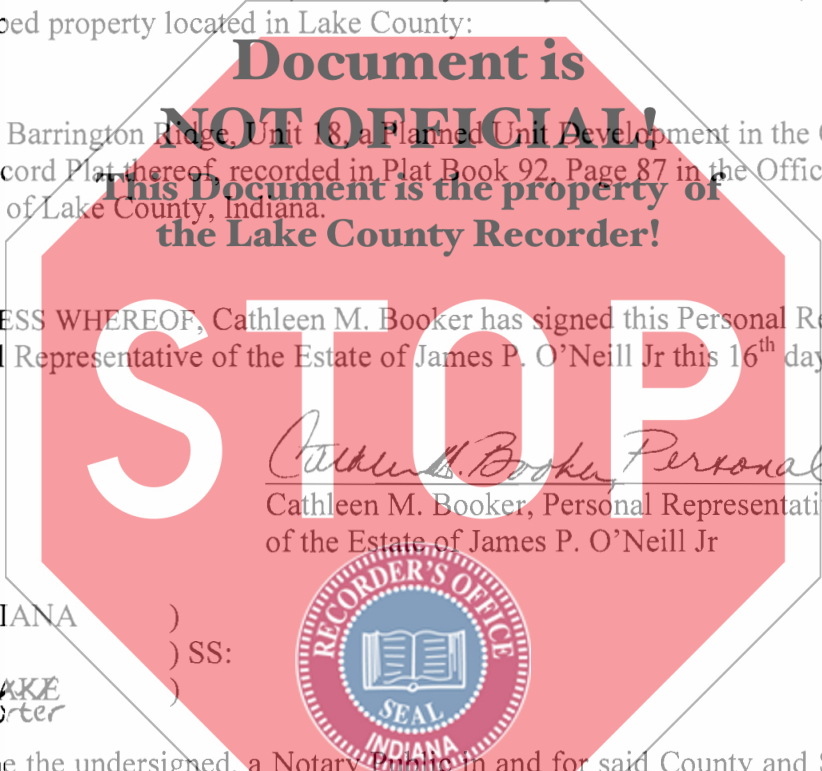 bed property located in Lake County:
Document is
NOT OFFICIAL!
Barrington Ridge, Unit 18, a Planned Unit Development in the
cord Plat thereof, recorded in Plat Book 92, Page 87 in the Offic
This Document is the property of
of Lake County, Indiana.
the Lake County Recorder!
STOP
ESS WHEREOF, Cathleen M. Booker has signed this Personal Re
l Representative of the Estate of James P. O’Neill Jr this 16th day
Cathleen M. Booker, Personal
Cathleen M. Booker, Personal Representati
of the Estate of James P. O’Neill Jr
RECORDER'S OFFICE
SEAL
INDIANA
IANA )
) SS:
AKE )
rter
e the undersigned, a Notary Public in and for said County and S